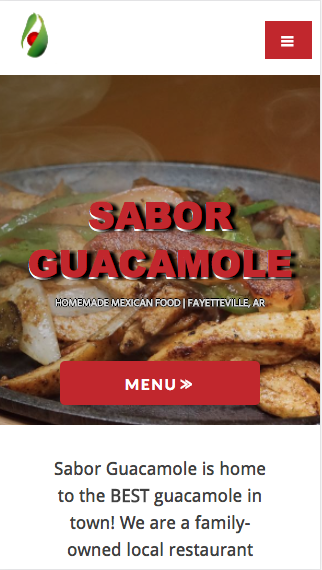 SABOR
GUACAMOLE
HOMEMADE MEXICAN FOOD | FAYETTEVILLE, AR
MENU »
Sabor Guacamole is home
to the BEST guacamole in
town! We are a family-
owned local restaurant